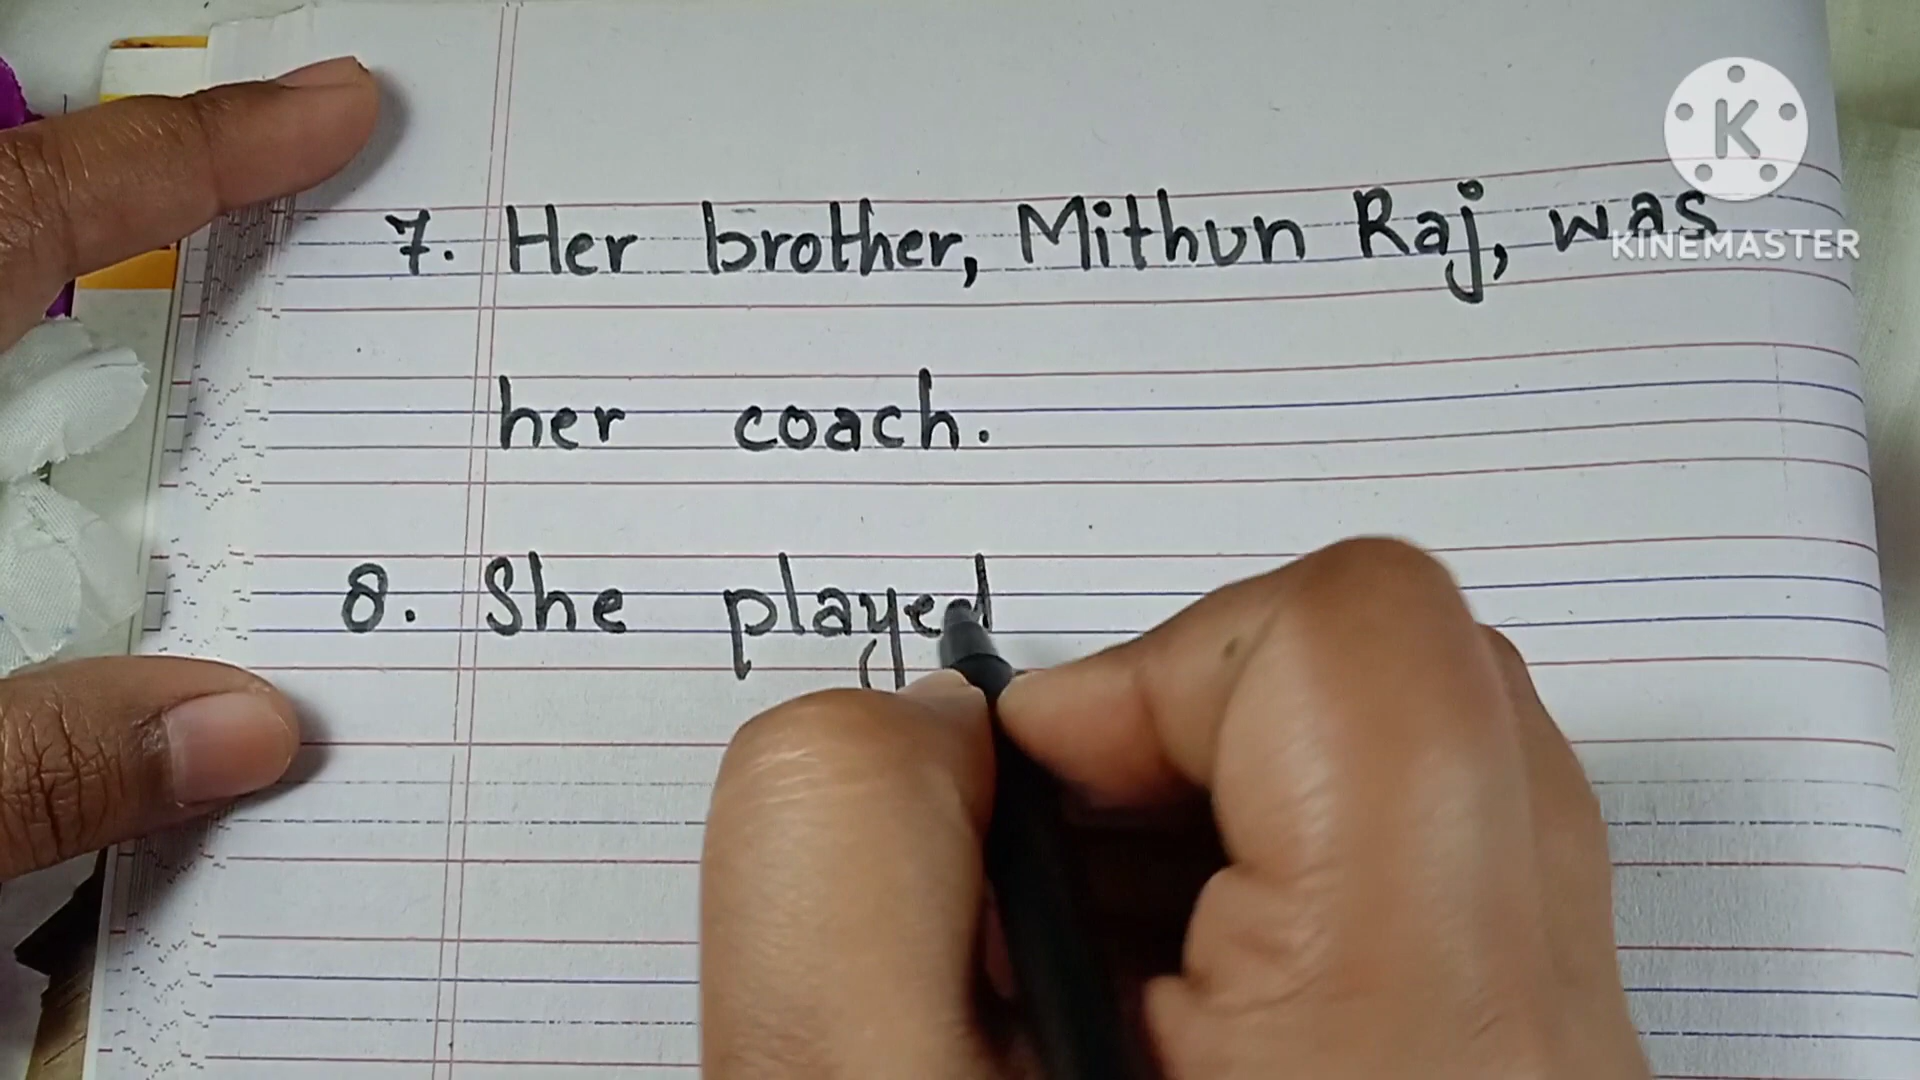 K
KINEMASTER
7. Her brother, Mithun Raj, was
her coach.
8. She played